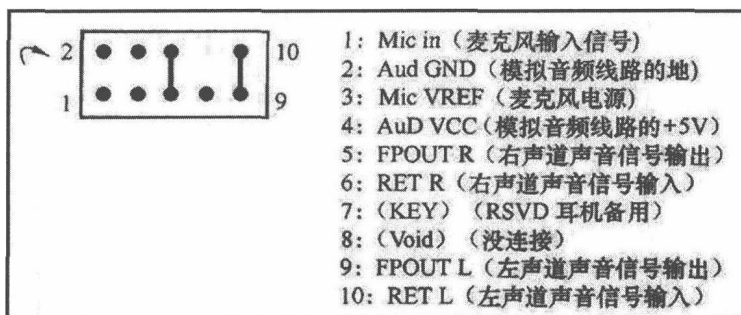 2 10
1 9
1: Mic in（麦克风输入信号)
2: Aud GND（模拟音频线路的地)
3: Mic VREF（麦克风电源）
4: AuD VCC（模拟音频线路的+5V）
5: FPOUT R（右声道声音信号输出）
6: RET R（右声道声音信号输入）
7:（KEY）（RSVD 耳机备用）
8:（Void）（没连接）
9: FPOUT L（左声道声音信号输出）
10: RET L（左声道声音信号输入）